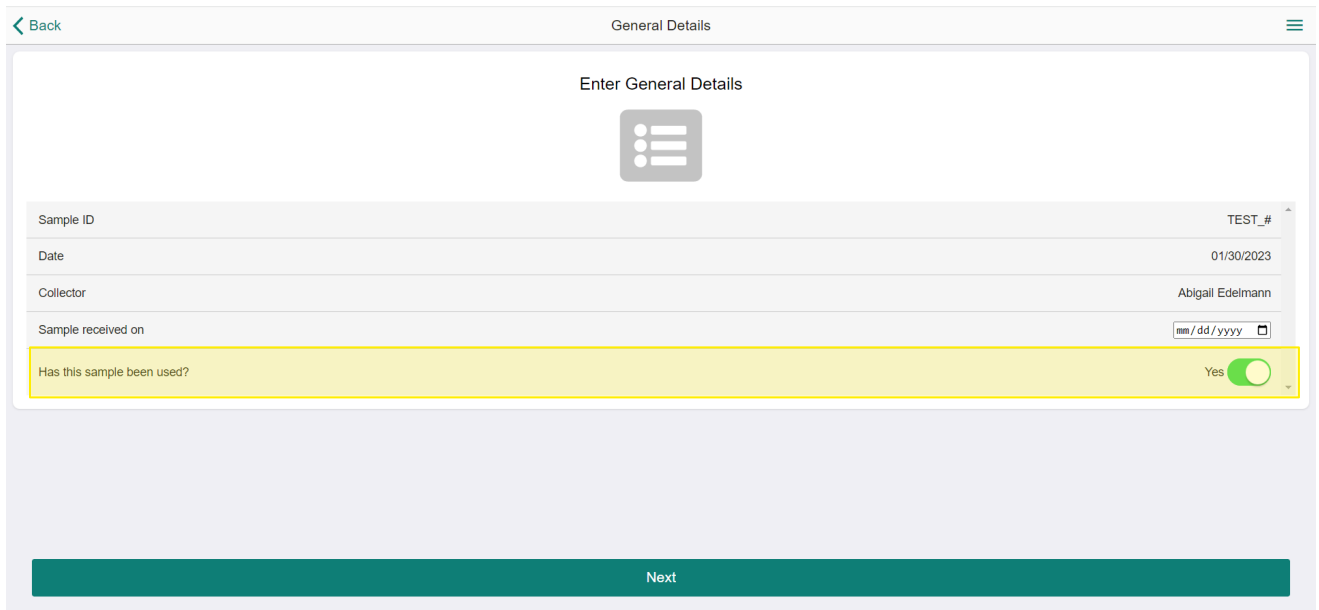 Back
General Details
Enter General Details
Sample ID TEST_#
Date 01/30/2023
Collector Abigail Edelmann
Sample received on mm/dd/yyyy
Has this sample been used? Yes
Next